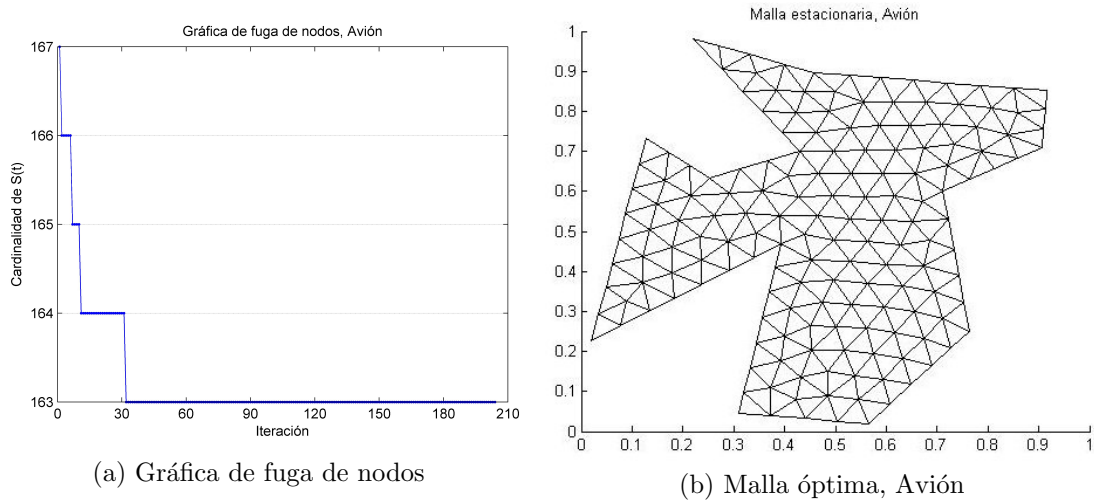 Gráfica de fuga de nodos, Avión
Cardinalidad de S(t)
167
166
165
164
163
0 30 60 90 120 150 180 210
Iteración
(a) Gráfica de fuga de nodos
Malla estacionaria, Avión
1
0.9
0.8
0.7
0.6
0.5
0.4
0.3
0.2
0.1
0
0 0.1 0.2 0.3 0.4 0.5 0.6 0.7 0.8 0.9 1
(b) Malla óptima, Avión